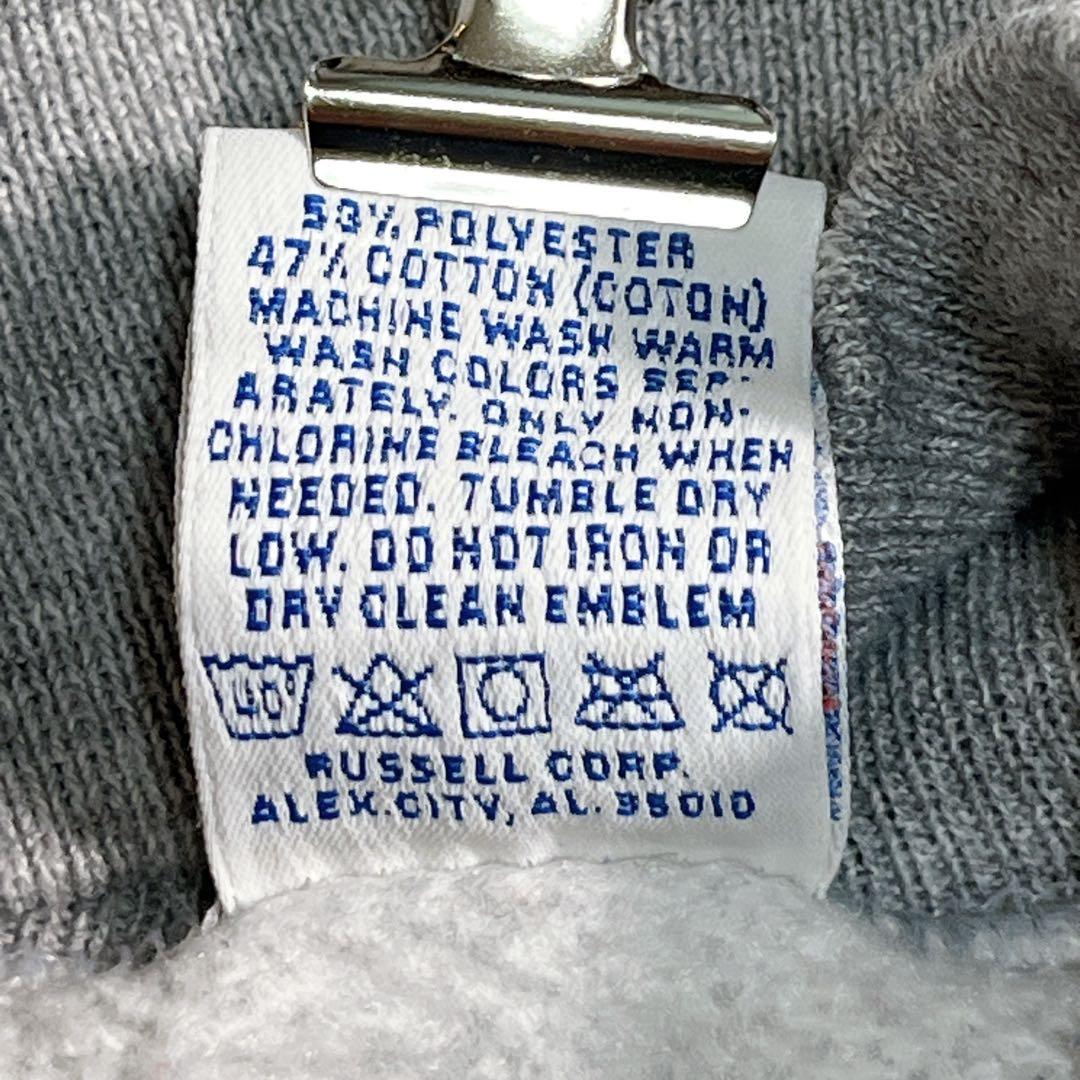 53% POLYESTER
47% COTTON (COTON)
MACHINE WASH WARM
WASH COLORS SEP-
ARATELY. ONLY NON-
CHLORINE BLEACH WHEN
NEEDED. TUMBLE DRY
LOW. DO NOT IRON OR
DRY CLEAN EMBLEM
40°
RUSSELL CORP.
ALEX.CITY, AL. 35010